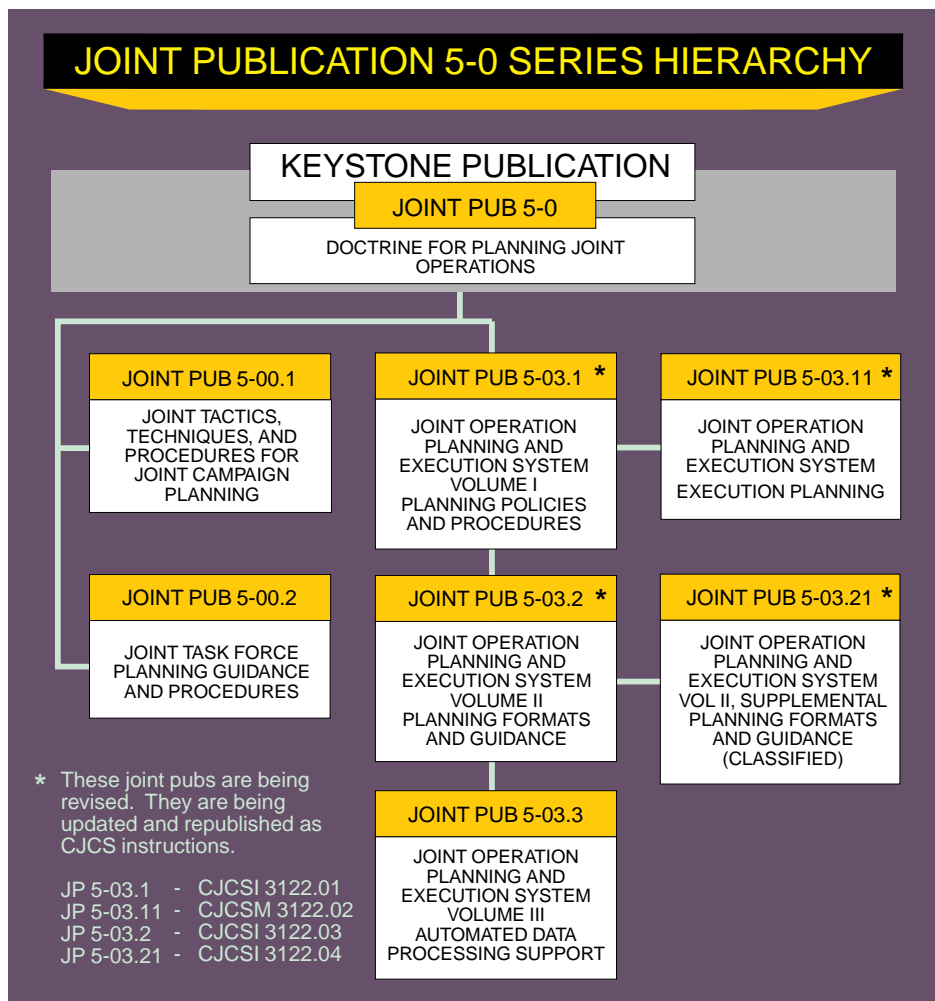 JOINT PUBLICATION 5-0 SERIES HIERARCHY
KEYSTONE PUBLICATION
JOINT PUB 5-0
DOCTRINE FOR PLANNING JOINT
OPERATIONS
JOINT PUB 5-00.1
JOINT TACTICS,
TECHNIQUES, AND
PROCEDURES FOR
JOINT CAMPAIGN
PLANNING
JOINT PUB 5-03.1 *
JOINT OPERATION
PLANNING AND
EXECUTION SYSTEM
VOLUME I
PLANNING POLICIES
AND PROCEDURES
JOINT PUB 5-03.11 *
JOINT OPERATION
PLANNING AND
EXECUTION SYSTEM
EXECUTION PLANNING
JOINT PUB 5-00.2
JOINT TASK FORCE
PLANNING GUIDANCE
AND PROCEDURES
JOINT PUB 5-03.2 *
JOINT OPERATION
PLANNING AND
EXECUTION SYSTEM
VOLUME II
PLANNING FORMATS
AND GUIDANCE
JOINT PUB 5-03.21 *
JOINT OPERATION
PLANNING AND
EXECUTION SYSTEM
VOL II, SUPPLEMENTAL
PLANNING FORMATS
AND GUIDANCE
(CLASSIFIED)
JOINT PUB 5-03.3
JOINT OPERATION
PLANNING AND
EXECUTION SYSTEM
VOLUME III
AUTOMATED DATA
PROCESSING SUPPORT
* These joint pubs are being
revised. They are being
updated and republished as
CJCS instructions.
JP 5-03.1 - CJCSI 3122.01
JP 5-03.11 - CJCSM 3122.02
JP 5-03.2 - CJCSI 3122.03
JP 5-03.21 - CJCSI 3122.04